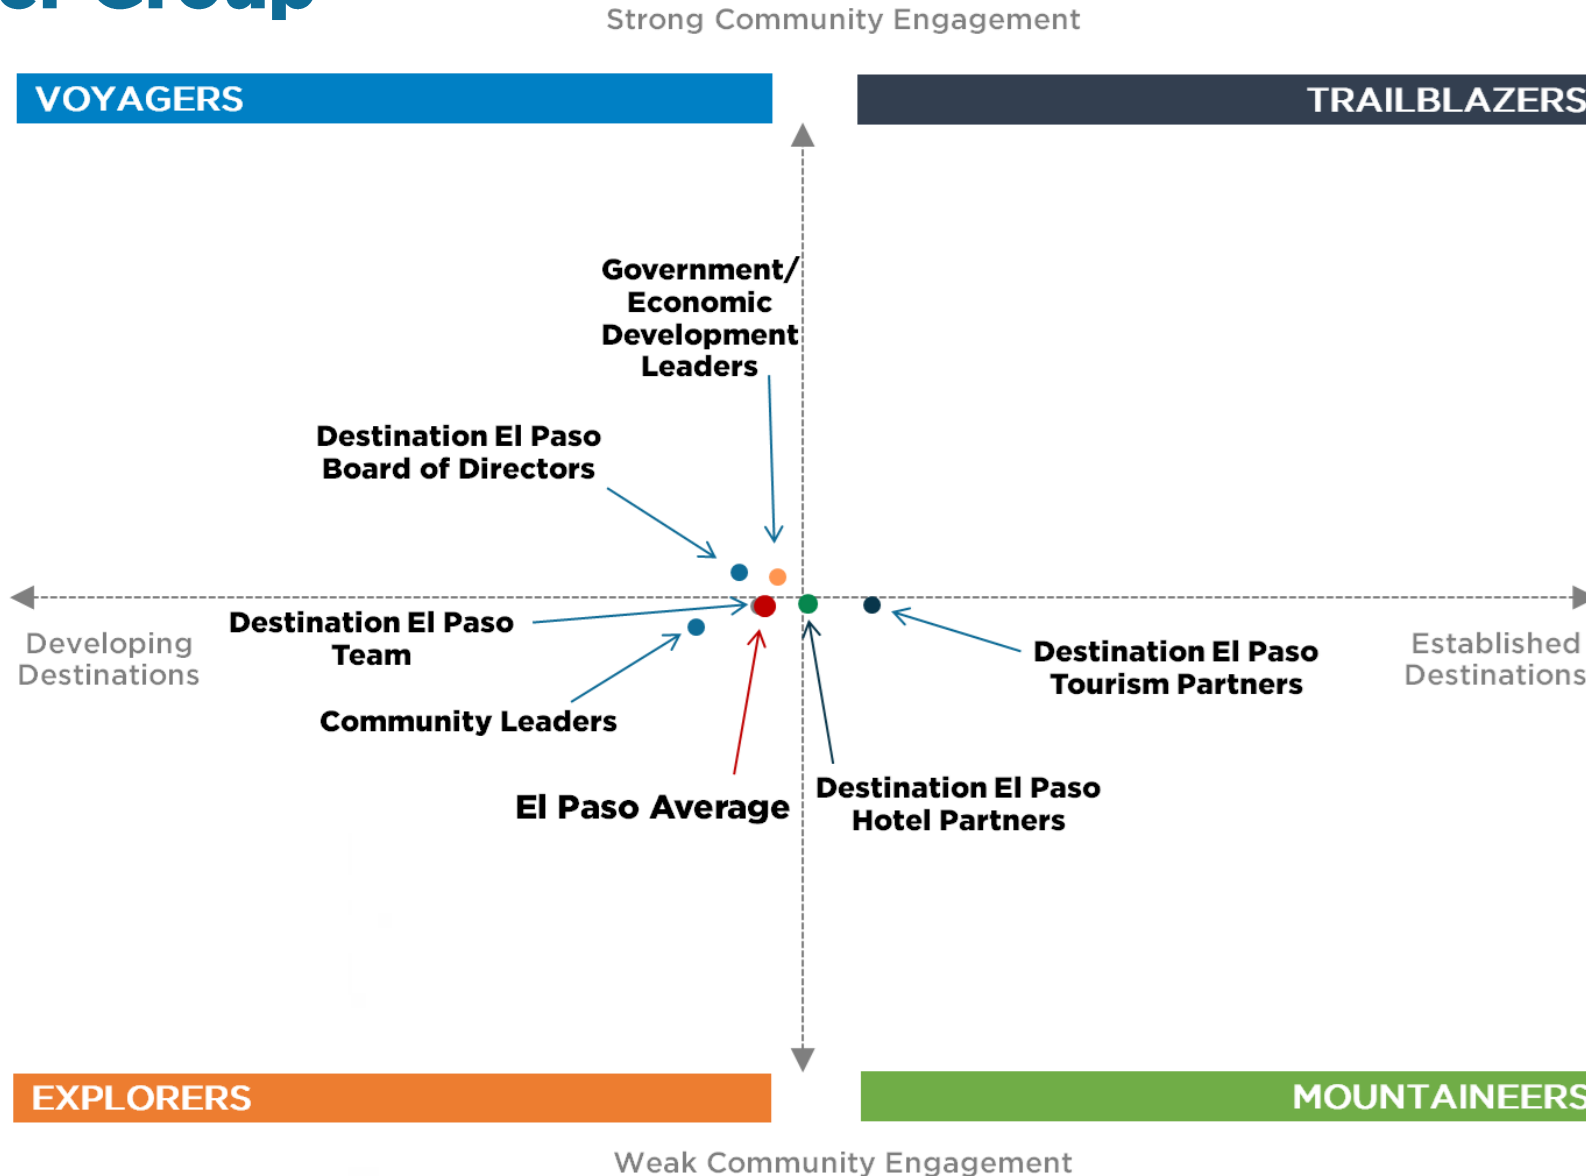 Group
Strong Community Engagement
VOYAGERS
TRAILBLAZERS
Government/
Economic
Development
Leaders
Destination El Paso
Board of Directors
Destination El Paso
Team
Developing
Destinations
Community Leaders
El Paso Average
Destination El Paso
Hotel Partners
Destination El Paso
Tourism Partners
Established
Destinations
EXPLORERS
MOUNTAINEERS
Weak Community Engagement